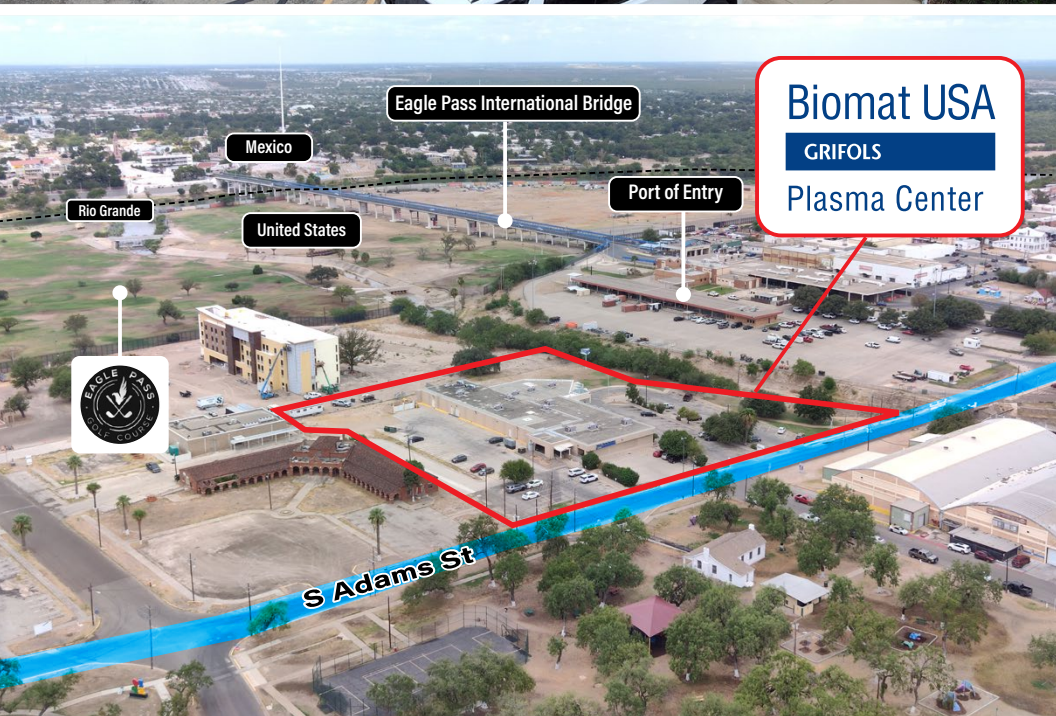 Eagle Pass International Bridge
Mexico
Biomat USA
GRIFOLS
Plasma Center
Port of Entry
Rio Grande
United States
EAGLE PASS
GOLF COURSE
S Adams St